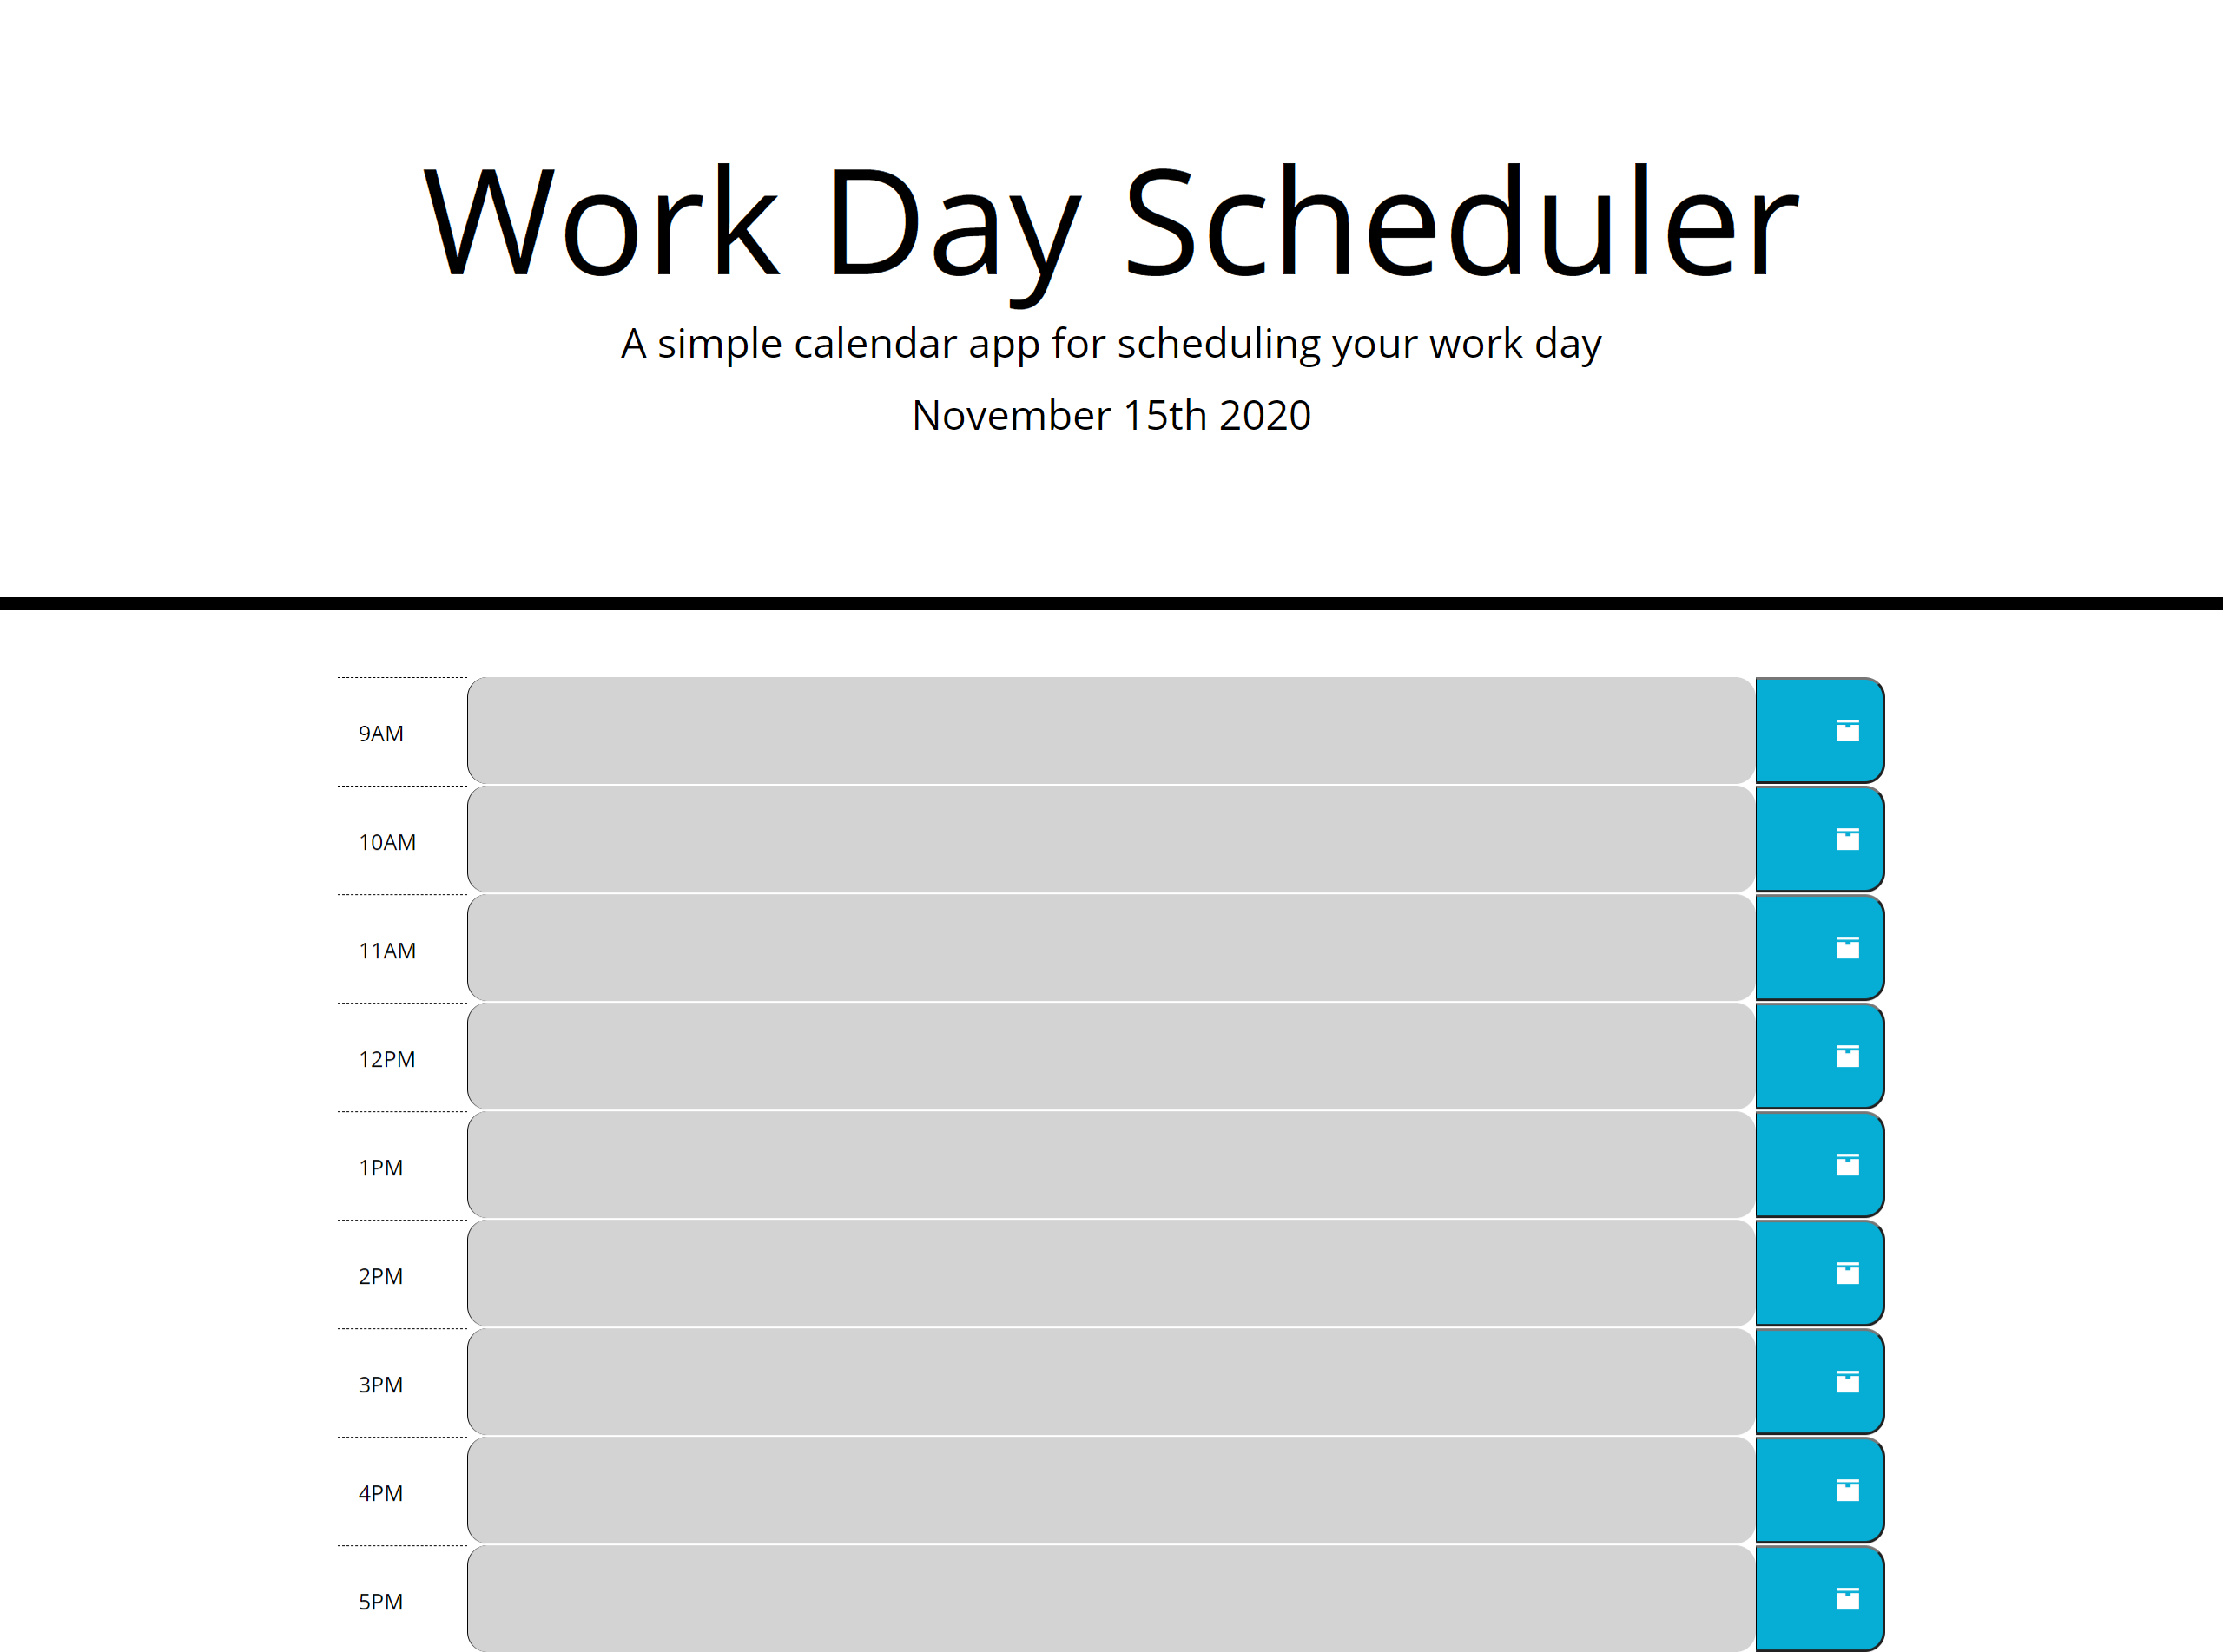 Work Day Scheduler
A simple calendar app for scheduling your work day
November 15th 2020
9AM
10AM
11AM
12PM
1PM
2PM
3PM
4PM
5PM